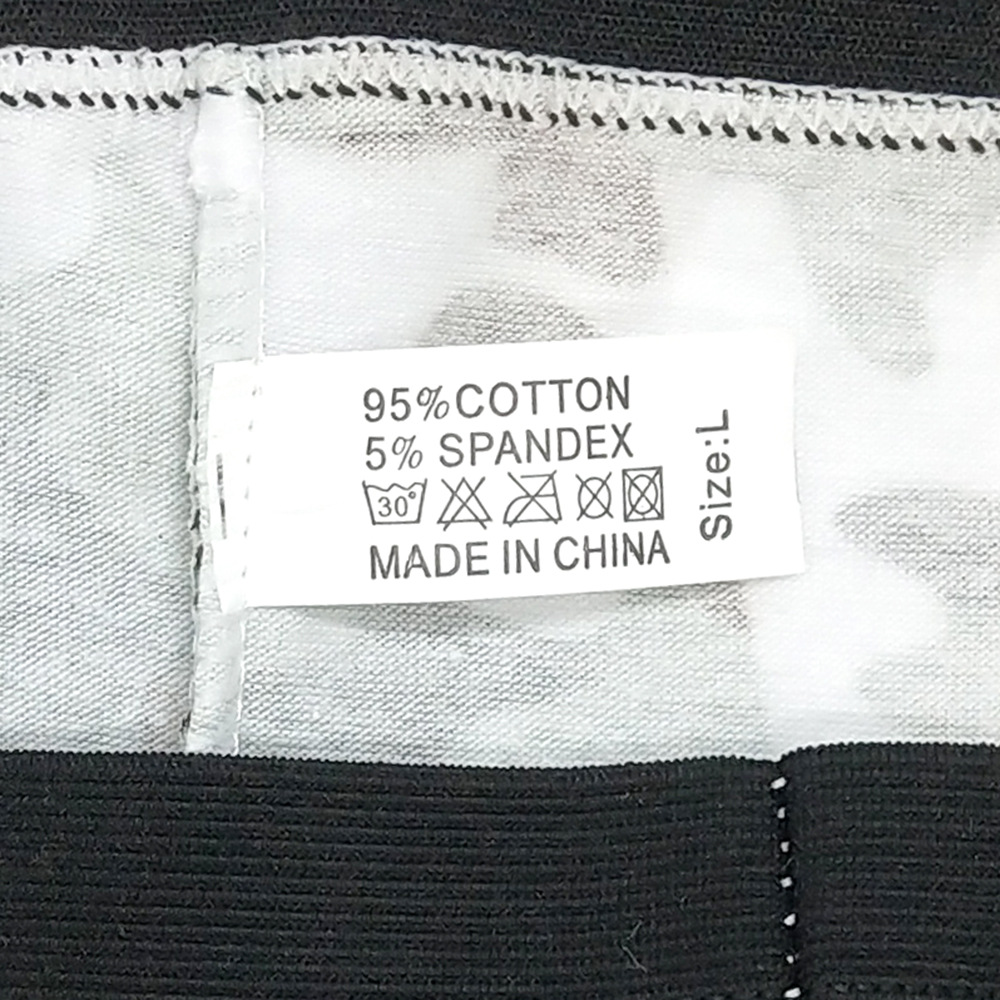 95%COTTON
5% SPANDEX
30°
MADE IN CHINA
Size:L